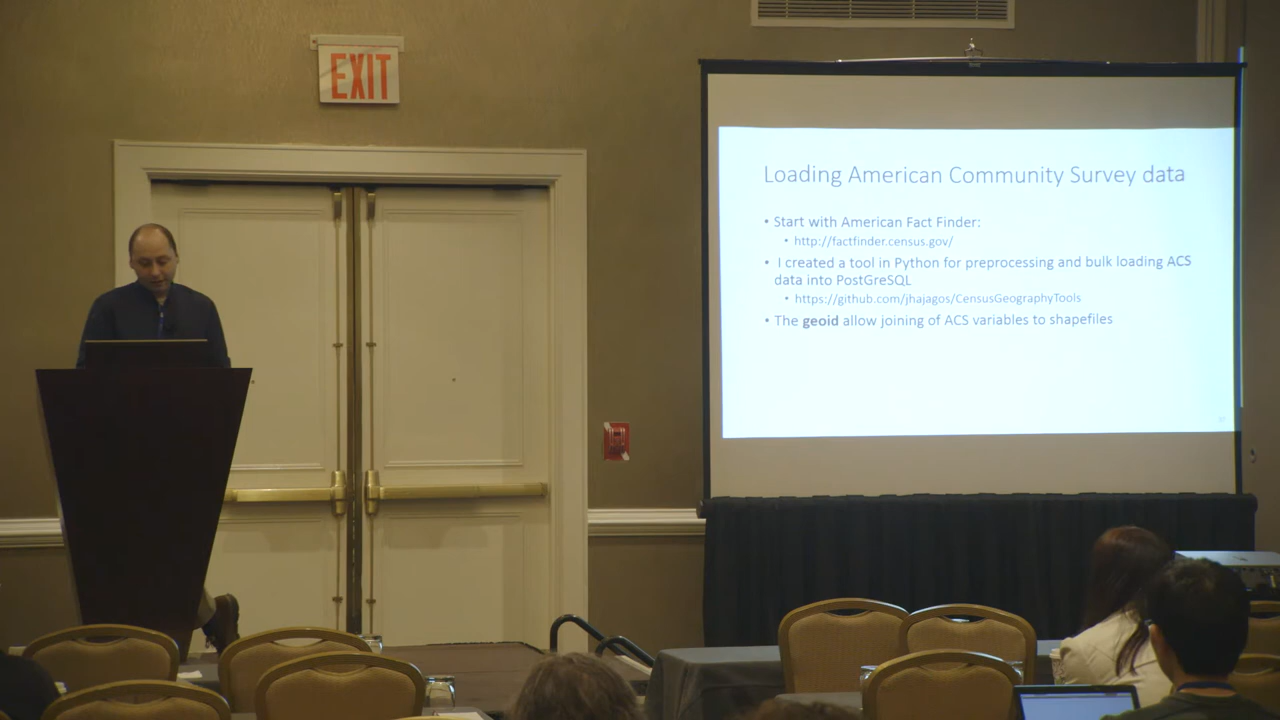 EXIT
Loading American Community Survey data
• Start with American Fact Finder:
• http://factfinder.census.gov/
• I created a tool in Python for preprocessing and bulk loading ACS
data into PostGreSQL
• https://github.com/jhajagos/CensusGeographyTools
• The geoid allow joining of ACS variables to shapefiles